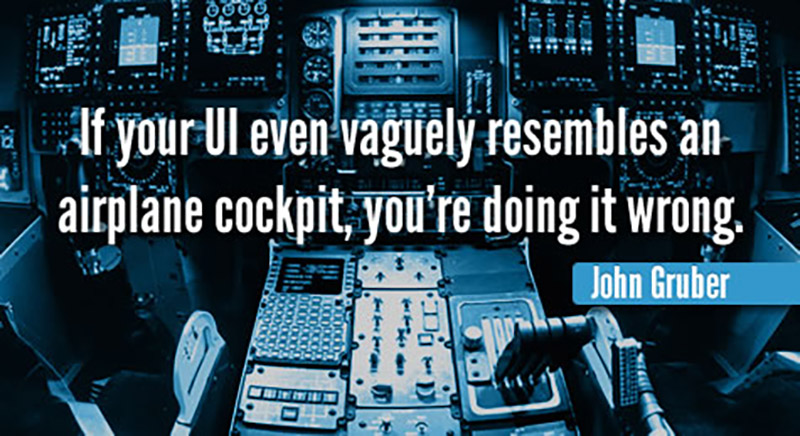 If your UI even vaguely resembles an
airplane cockpit, you’re doing it wrong.
John Gruber